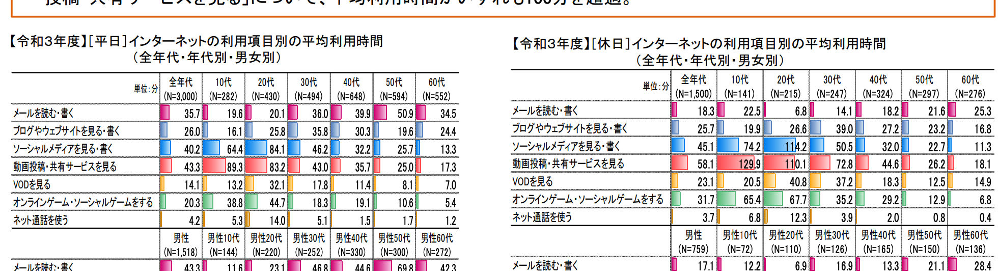 投稿・共有サービスを見る」について、平均利用時間がいずれも100分を超過。
【令和3年度】[平日]インターネットの利用項目別の平均利用時間
(全年代・年代別・男女別)
単位:分 全年代 10代 20代 30代 40代 50代 60代
(N=3,000) (N=282) (N=430) (N=494) (N=648) (N=594) (N=552)
メールを読む・書く 35.7 19.6 20.1 36.0 39.9 50.9 34.5
ブログやウェブサイトを見る・書く 26.0 16.1 25.8 35.8 30.3 19.6 24.4
ソーシャルメディアを見る・書く 40.2 64.4 84.1 46.2 32.2 25.7 13.3
動画投稿・共有サービスを見る 43.3 89.3 83.2 43.0 35.7 25.0 17.3
VODを見る 14.1 13.2 32.1 17.8 11.4 8.1 7.0
オンラインゲーム・ソーシャルゲームをする 20.3 38.8 44.7 18.3 19.1 10.6 5.4
ネット通話を使う 4.2 5.3 14.0 5.1 1.5 1.7 1.2
男性 男性10代 男性20代 男性30代 男性40代 男性50代 男性60代
(N=1,518) (N=144) (N=220) (N=252) (N=330) (N=300) (N=272)
メールを読む・書く 43.3 11.6 23.1 46.8 44.6 69.8 42.3
【令和3年度】[休日]インターネットの利用項目別の平均利用時間
(全年代・年代別・男女別)
単位:分 全年代 10代 20代 30代 40代 50代 60代
(N=1,500) (N=141) (N=215) (N=247) (N=324) (N=297) (N=276)
メールを読む・書く 18.3 22.5 6.8 14.1 18.2 21.6 25.3
ブログやウェブサイトを見る・書く 25.7 19.9 26.6 39.0 27.2 23.2 16.8
ソーシャルメディアを見る・書く 45.1 74.2 114.2 50.5 32.0 22.7 11.3
動画投稿・共有サービスを見る 58.1 129.9 110.1 72.8 44.6 26.2 18.1
VODを見る 23.1 20.5 40.8 37.2 18.3 12.5 14.9
オンラインゲーム・ソーシャルゲームをする 31.7 65.4 67.7 35.2 29.2 12.9 6.8
ネット通話を使う 3.7 6.8 12.3 3.9 2.0 0.8 0.4
男性 男性10代 男性20代 男性30代 男性40代 男性50代 男性60代
(N=759) (N=72) (N=110) (N=126) (N=165) (N=150) (N=136)
メールを読む・書く 17.1 12.2 6.9 16.9 13.3 21.1 28.4